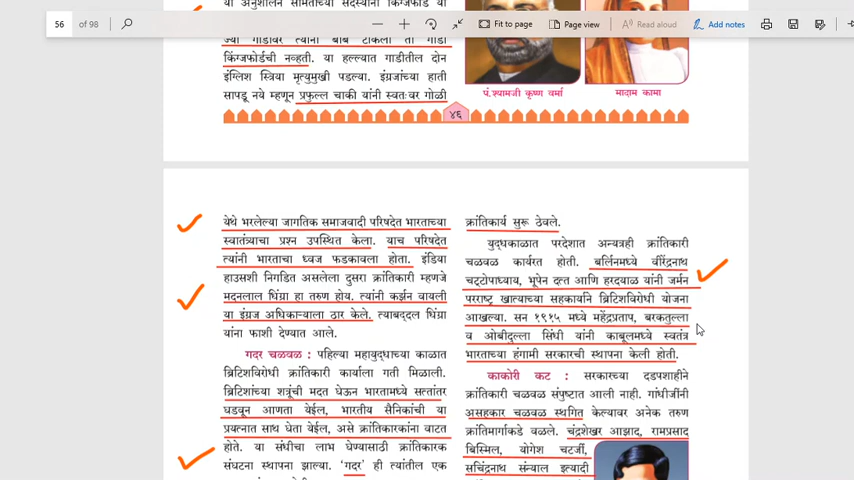 या अनुशीलन समितीच्या सदस्यांनी किंग्जफोर्ड या
56 of 98
Fit to page
Page view
Read aloud
Add notes
ज्या गाडीवर त्यांनी बॉंब टाकला ती गाडी
किंग्जफोर्डची नव्हती. या हल्ल्यात गाडीतील दोन
इंग्लिश स्त्रिया मृत्युमुखी पडल्या. इंग्रजांच्या हाती
सापडू नये म्हणून प्रफुल्ल चाकी यांनी स्वतःवर गोळी
पं.श्यामजी कृष्ण वर्मा
मादाम कामा
४६
येथे भरलेल्या जागतिक समाजवादी परिषदेत भारताच्या
स्वातंत्र्याचा प्रश्न उपस्थित केला. याच परिषदेत
त्यांनी भारताचा ध्वज फडकावला होता. इंडिया
हाउसशी निगडित असलेला दुसरा क्रांतिकारी म्हणजे
मदनलाल धिंग्रा हा तरुण होय. त्यांनी कर्झन वायली
या इंग्रज अधिकाऱ्याला ठार केले. त्याबद्दल धिंग्रा
यांना फाशी देण्यात आले.
गदर चळवळ : पहिल्या महायुद्धाच्या काळात
ब्रिटिशविरोधी क्रांतिकारी कार्याला गती मिळाली.
ब्रिटिशांच्या शत्रूंची मदत घेऊन भारतामध्ये सत्तांतर
घडवून आणता येईल, भारतीय सैनिकांची या
प्रयत्नात साथ घेता येईल, असे क्रांतिकारकांना वाटत
होते. या संधीचा लाभ घेण्यासाठी क्रांतिकारक
संघटना स्थापना झाल्या. 'गदर' ही त्यांतील एक
क्रांतिकार्य सुरू ठेवले.
युद्धकाळात परदेशात अन्यत्रही क्रांतिकारी
चळवळ कार्यरत होती. बर्लिनमध्ये वीरेंद्रनाथ
चट्टोपाध्याय, भूपेन दत्त आणि हरदयाळ यांनी जर्मन
परराष्ट्र खात्याच्या सहकार्याने ब्रिटिशविरोधी योजना
आखल्या. सन १९१५ मध्ये महेंद्रप्रताप, बरकतुल्ला
व ओबीदुल्ला सिंधी यांनी काबूलमध्ये स्वतंत्र
भारताच्या हंगामी सरकारची स्थापना केली होती.
काकोरी कट : सरकारच्या दडपशाहीने
क्रांतिकारी चळवळ संपुष्टात आली नाही. गांधीजींनी
असहकार चळवळ स्थगित केल्यावर अनेक तरुण
क्रांतिमार्गाकडे वळले. चंद्रशेखर आझाद, रामप्रसाद
बिस्मिल, योगेश चटर्जी,
सचिंद्रनाथ संन्याल इत्यादी